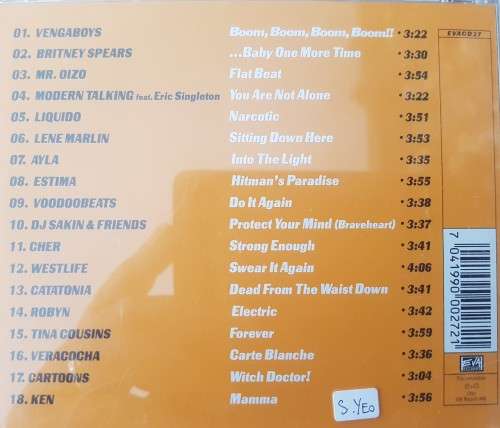 01. VENGABOYS Boom, Boom, Boom, Boom!! • 3:22
02. BRITNEY SPEARS ...Baby One More Time • 3:30
03. MR. OIZO Flat Beat • 3:54
04. MODERN TALKING feat. Eric Singleton You Are Not Alone • 3:22
05. LIQUIDO Narcotic • 3:51
06. LENE MARLIN Sitting Down Here • 3:53
07. AYLA Into The Light • 3:35
08. ESTIMA Hitman's Paradise • 3:55
09. VOODOOBEATS Do It Again • 3:38
10. DJ SAKIN & FRIENDS Protect Your Mind (Braveheart) • 3:37
11. CHER Strong Enough • 3:41
12. WESTLIFE Swear It Again • 4:06
13. CATATONIA Dead From The Waist Down • 3:41
14. ROBYN Electric • 3:42
15. TINA COUSINS Forever • 3:59
16. VERACOCHA Carte Blanche • 3:36
17. CARTOONS Witch Doctor! • 3:04
18. KEN Mamma • 3:56
S.YEO
EVACD27
7 041990 002721
EVA